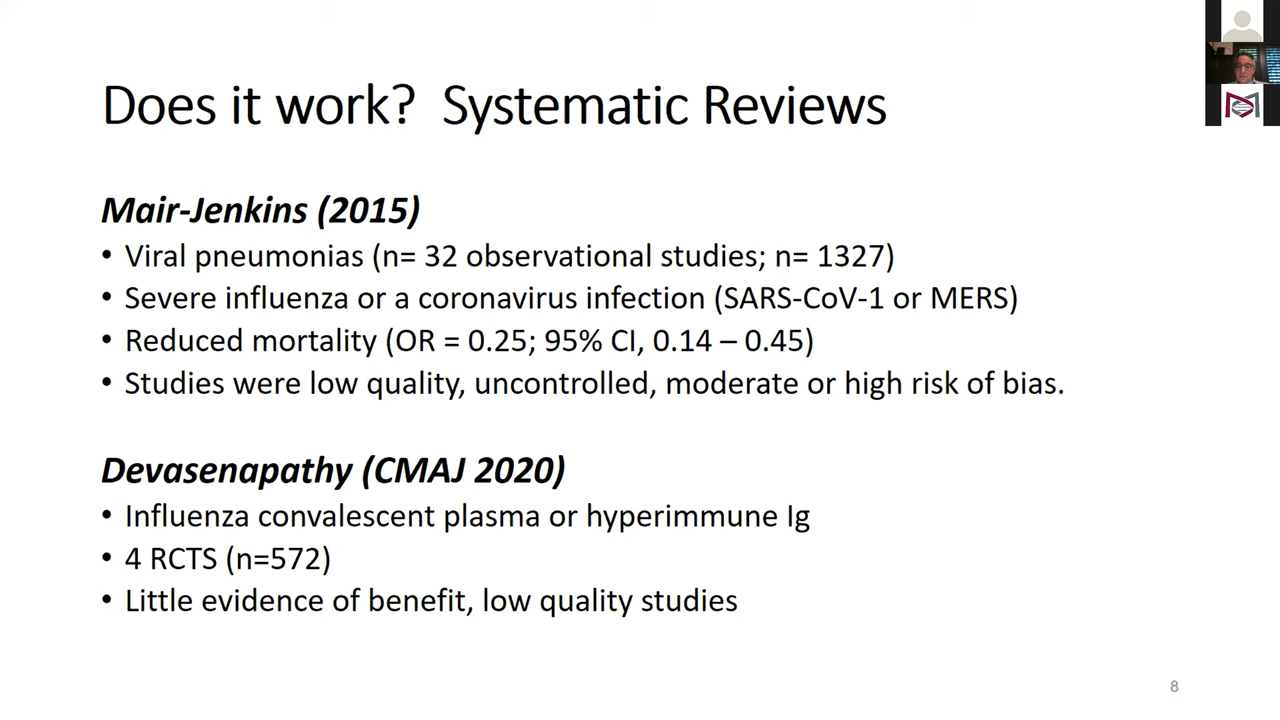 Does it work?  Systematic Reviews
Mair-Jenkins (2015)
• Viral pneumonias (n= 32 observational studies; n= 1327)
• Severe influenza or a coronavirus infection (SARS-CoV-1 or MERS)
• Reduced mortality (OR = 0.25; 95% CI, 0.14 – 0.45)
• Studies were low quality, uncontrolled, moderate or high risk of bias.
Devasenapathy (CMAJ 2020)
• Influenza convalescent plasma or hyperimmune Ig
• 4 RCTS (n=572)
• Little evidence of benefit, low quality studies
8